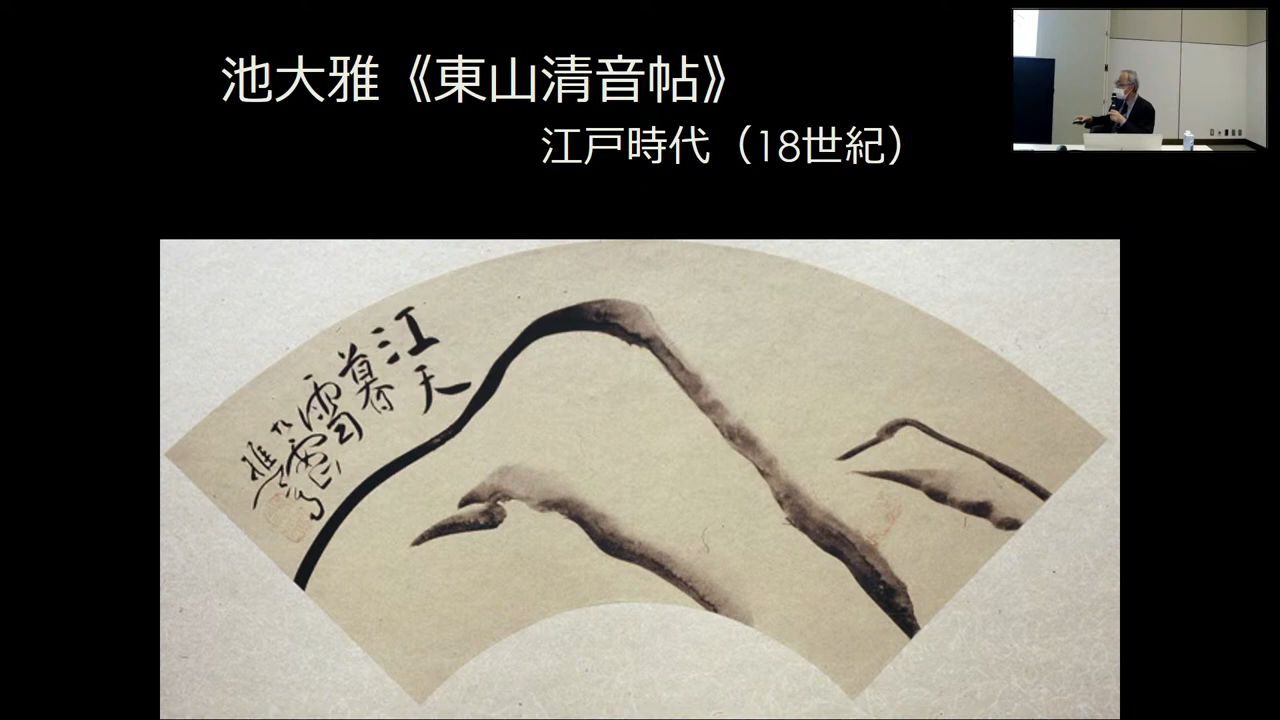 池大雅《東山清音帖》
江戸時代（18世紀）
江天
暮雪